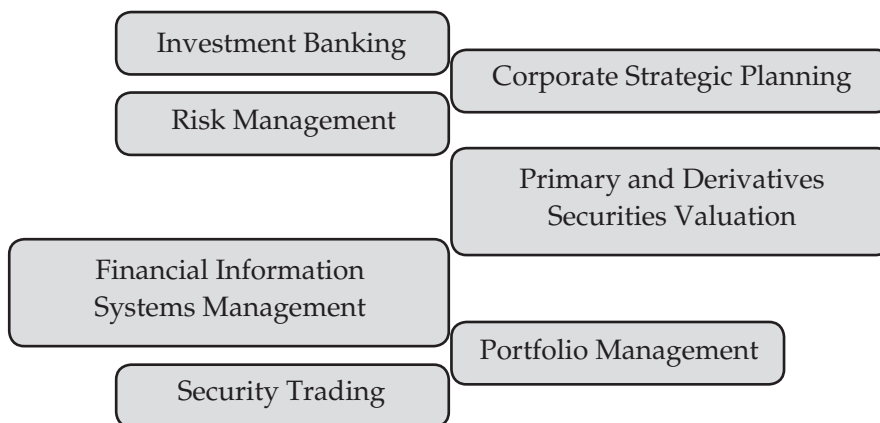 Investment Banking
Corporate Strategic Planning
Risk Management
Primary and Derivatives
Securities Valuation
Financial Information
Systems Management
Portfolio Management
Security Trading